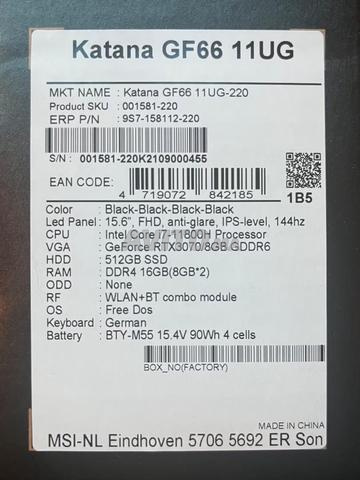 Katana GF66 11UG
MKT NAME : Katana GF66 11UG-220
Product SKU : 001581-220
ERP P/N : 9S7-158112-220
S/N : 001581-220K2109000455
EAN CODE:
4 719072 842185
1B5
Color : Black-Black-Black-Black
Led Panel : 15.6", FHD, anti-glare, IPS-level, 144hz
CPU : Intel Core i7-11800H Processor
VGA : GeForce RTX3070/8GB GDDR6
HDD : 512GB SSD
RAM : DDR4 16GB(8GB*2)
ODD : None
RF : WLAN+BT combo module
OS : Free Dos
Keyboard : German
Battery : BTY-M55 15.4V 90Wh 4 cells
BOX_NO(FACTORY)
MADE IN CHINA
MSI-NL Eindhoven 5706 5692 ER Son